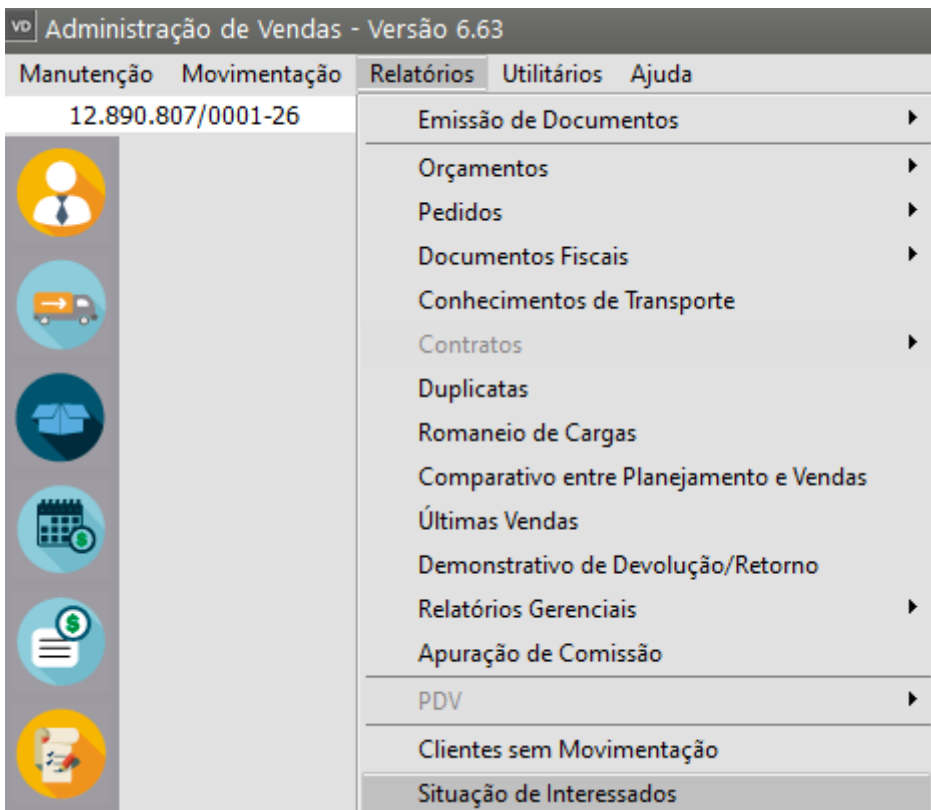 VD Administração de Vendas - Versão 6.63
Manutenção Movimentação Relatórios Utilitários Ajuda
12.890.807/0001-26
Emissão de Documentos
Orçamentos
Pedidos
Documentos Fiscais
Conhecimentos de Transporte
Contratos
Duplicatas
Romaneio de Cargas
Comparativo entre Planejamento e Vendas
Últimas Vendas
Demonstrativo de Devolução/Retorno
Relatórios Gerenciais
$
$
Apuração de Comissão
PDV
Clientes sem Movimentação
Situação de Interessados